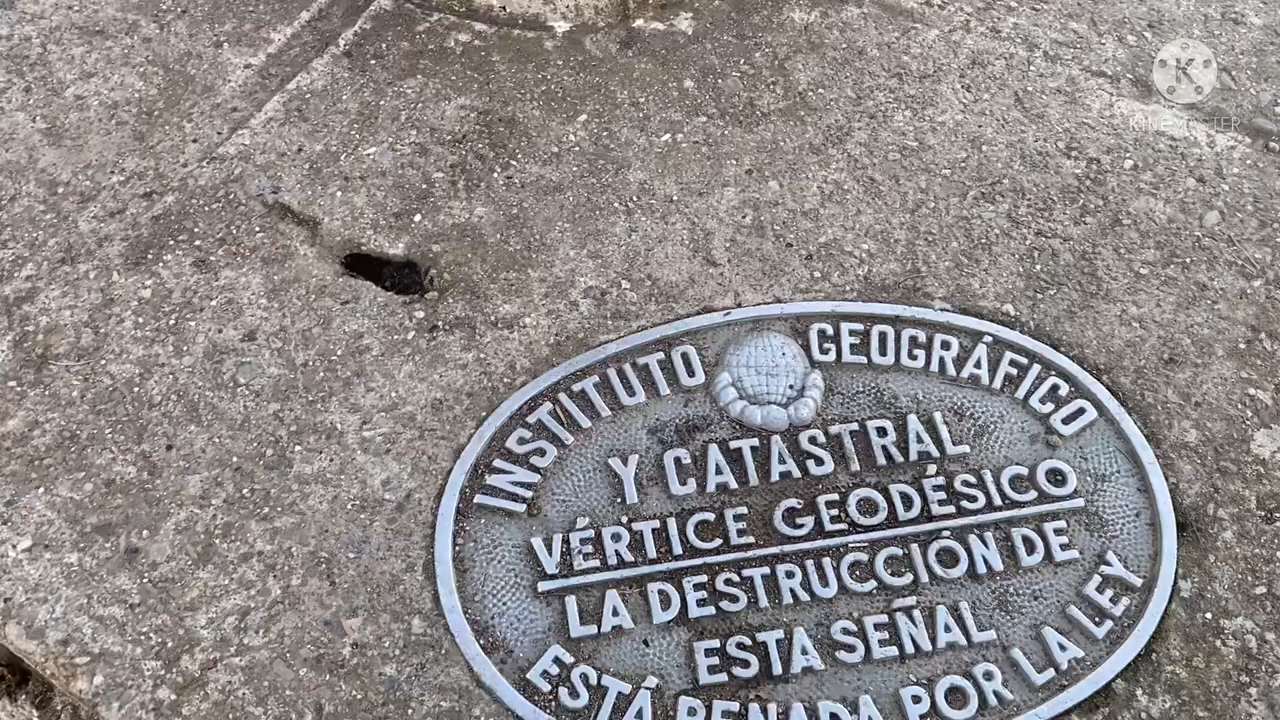 K
KINEMASTER
INSTITUTO GEOGRÁFICO
Y CATASTRAL
VÉRTICE GEODÉSICO
LA DESTRUCCIÓN DE
ESTA SEÑAL
ESTÁ PENADA POR LA LEY